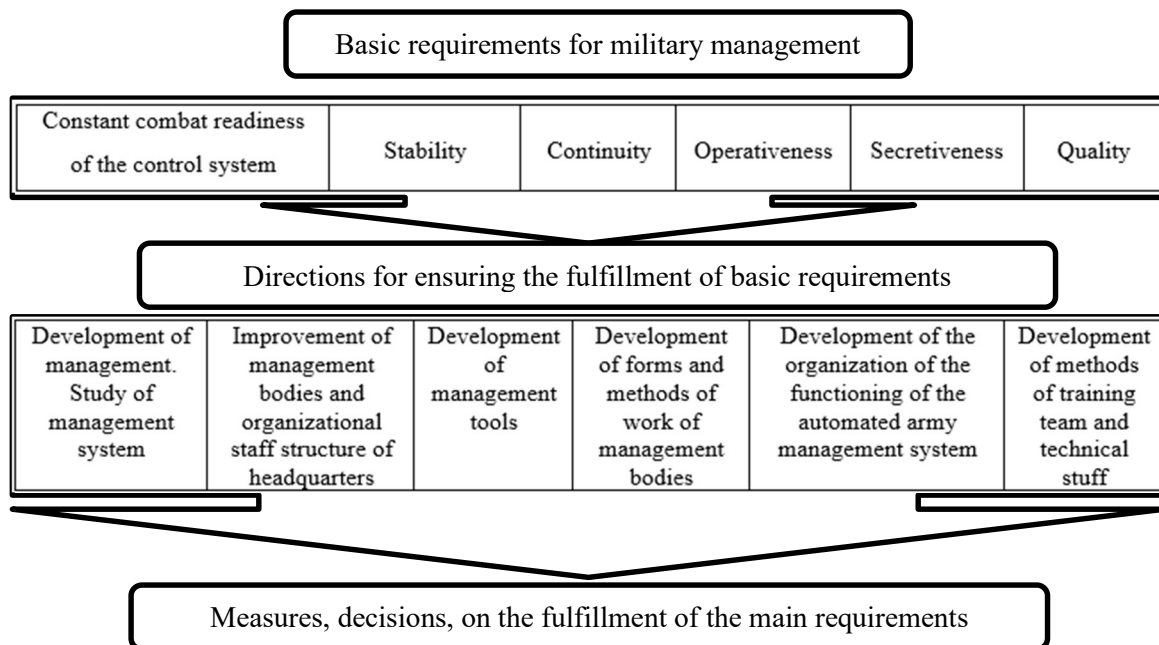 Basic requirements for military management
Constant combat readiness
of the control system
Stability
Continuity
Operativeness
Secretiveness
Quality
Directions for ensuring the fulfillment of basic requirements
Development of
management.
Study of
management
system
Improvement of
management
bodies and
organizational
staff structure of
headquarters
Development
of
management
tools
Development
of forms and
methods of
work of
management
bodies
Development of the
organization of the
functioning of the
automated army
management system
Development
of methods
of training
team and
technical
stuff
Measures, decisions, on the fulfillment of the main requirements